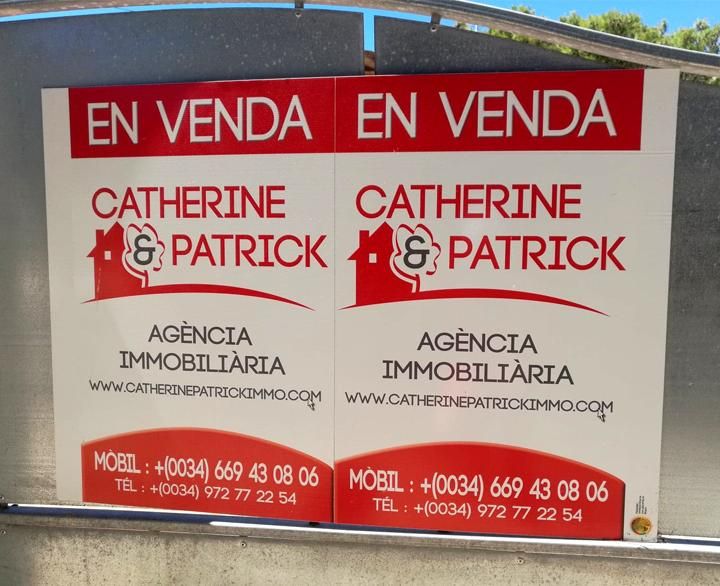 EN VENDA
CATHERINE
& PATRICK
AGÈNCIA
IMMOBILIÀRIA
WWW.CATHERINEPATRICKIMMO.COM
MÒBIL : +(0034) 669 43 08 06
TÉL : +(0034) 972 77 22 54
EN VENDA
CATHERINE
& PATRICK
AGÈNCIA
IMMOBILIÀRIA
WWW.CATHERINEPATRICKIMMO.COM
MÒBIL : +(0034) 669 43 08 06
TÉL : +(0034) 972 77 22 54